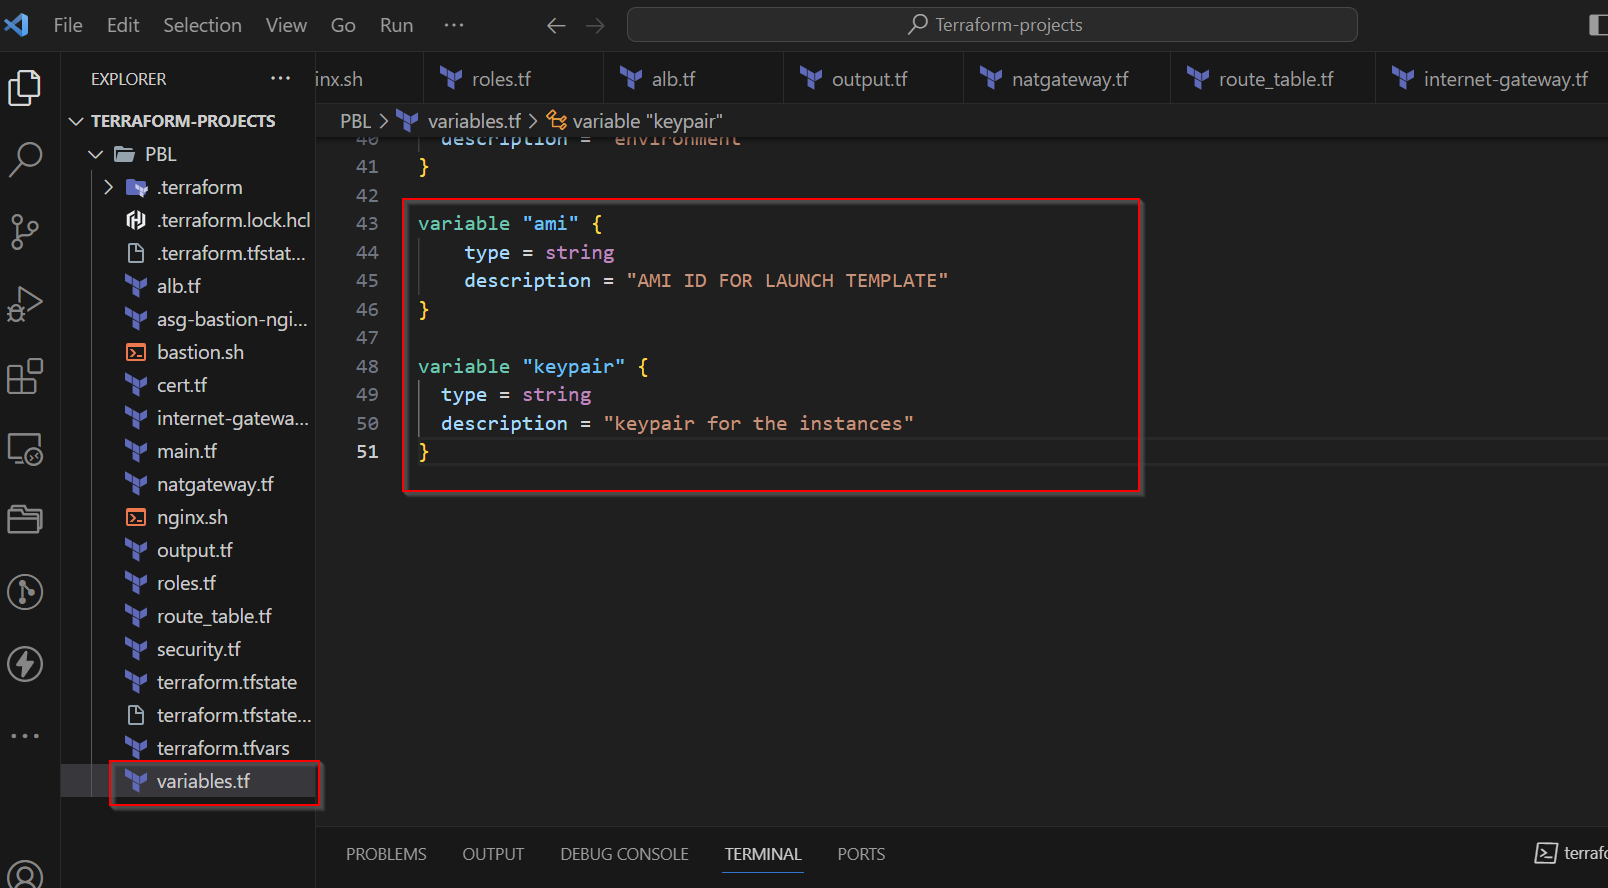 File Edit Selection View Go Run ··· Terraform-projects
EXPLORER ···
inx.sh roles.tf alb.tf output.tf natgateway.tf route_table.tf internet-gateway.tf
PBL > variables.tf > variable "keypair"
TERRAFORM-PROJECTS
PBL
.terraform
.terraform.lock.hcl
.terraform.tfstat...
alb.tf
asg-bastion-ngi...
bastion.sh
cert.tf
internet-gatewa...
main.tf
natgateway.tf
nginx.sh
output.tf
roles.tf
route_table.tf
security.tf
terraform.tfstate
terraform.tfstate...
terraform.tfvars
variables.tf
40 description = environment
41 }
42
43 variable "ami" {
44 type = string
45 description = "AMI ID FOR LAUNCH TEMPLATE"
46 }
47
48 variable "keypair" {
49 type = string
50 description = "keypair for the instances"
51 }
PROBLEMS OUTPUT DEBUG CONSOLE TERMINAL PORTS terrafo